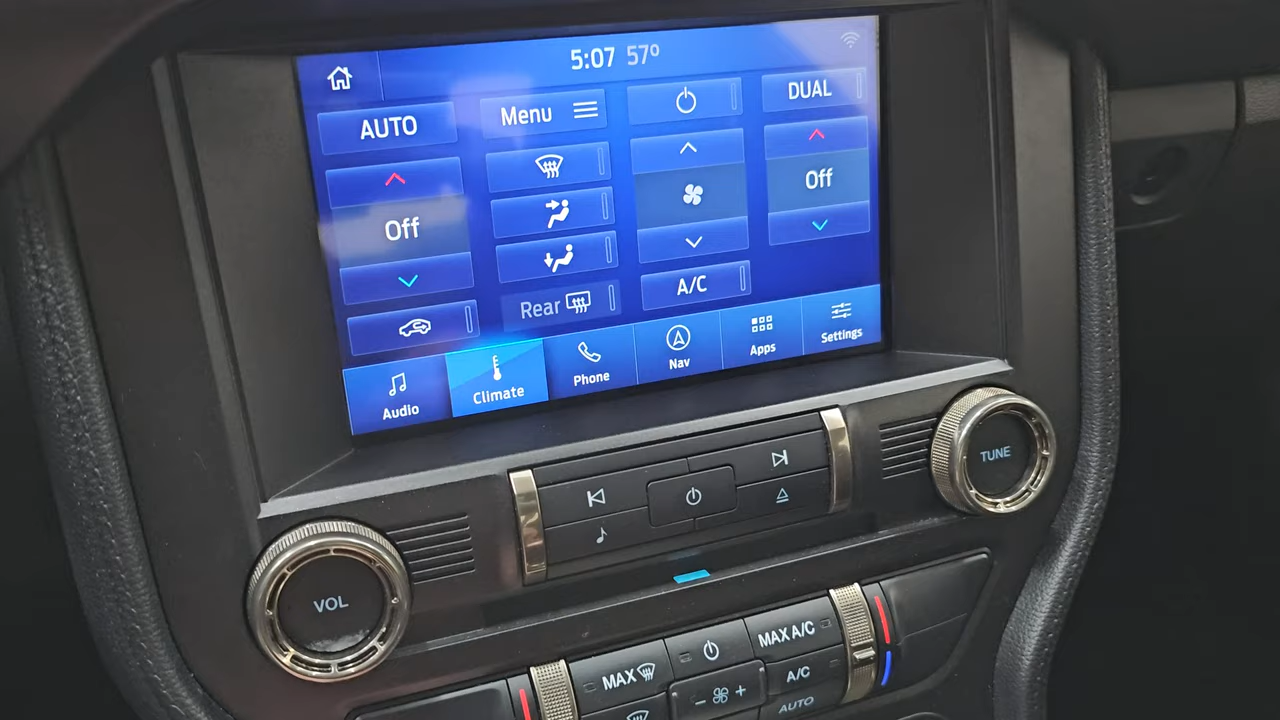 5:07 57°
AUTO
Menu
DUAL
Off
Off
Rear
A/C
Audio
Climate
Phone
Nav
Apps
Settings
TUNE
VOL
MAX
MAX A/C
A/C
AUTO